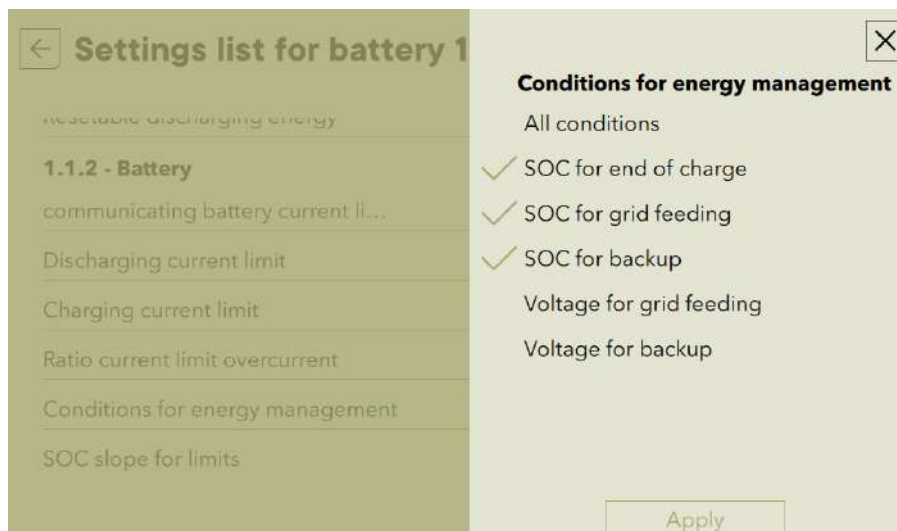 Settings list for battery 1
Resetable discharging energy
1.1.2 - Battery
communicating battery current li...
Discharging current limit
Charging current limit
Ratio current limit overcurrent
Conditions for energy management
SOC slope for limits
Conditions for energy management
All conditions
SOC for end of charge
SOC for grid feeding
SOC for backup
Voltage for grid feeding
Voltage for backup
Apply